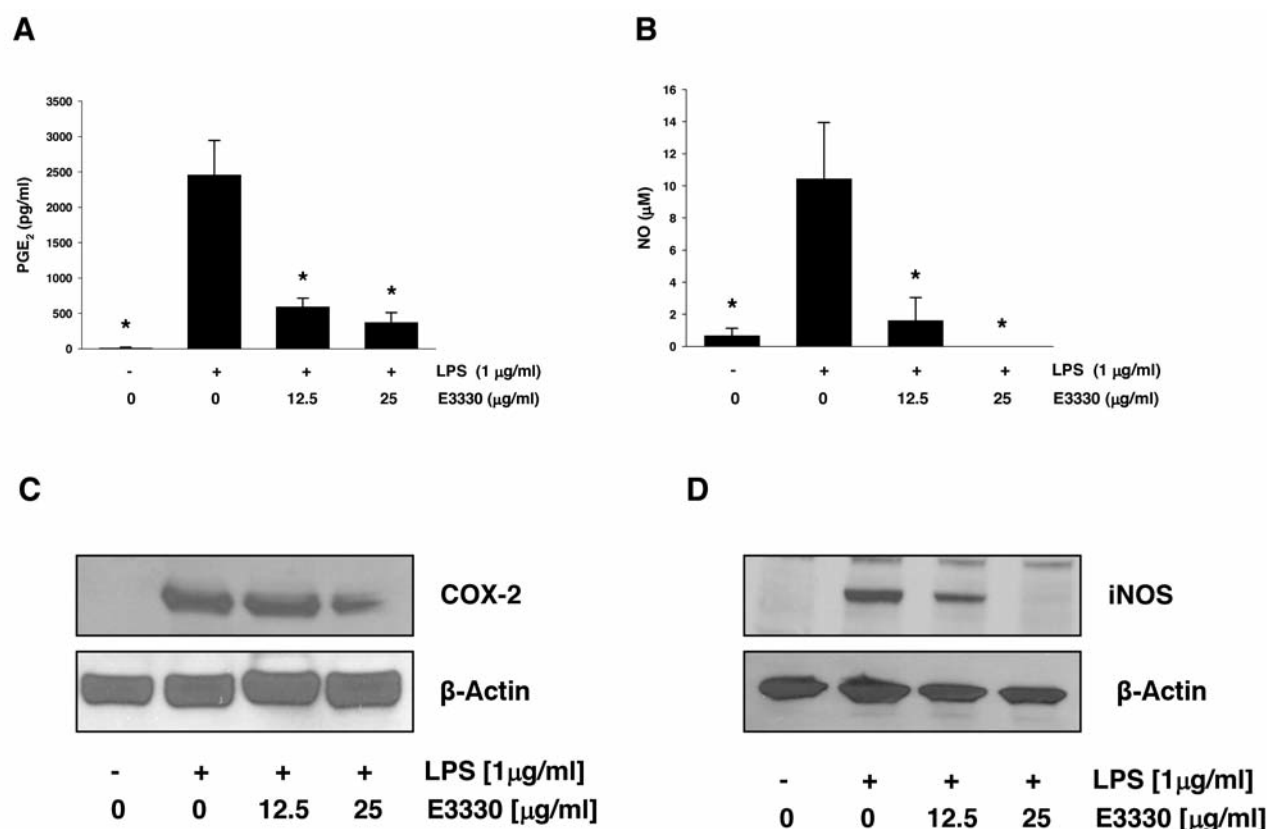 A
3500
3000
2500
2000
1500
1000
500
0
PGE₂ (pg/ml)
*
*
*
- + + + LPS (1 μg/ml)
0 0 12.5 25 E3330 (μg/ml)
B
16
14
12
10
8
6
4
2
0
NO (μM)
*
*
*
- + + + LPS (1 μg/ml)
0 0 12.5 25 E3330 (μg/ml)
C
COX-2
β-Actin
- + + + LPS [1μg/ml]
0 0 12.5 25 E3330 [μg/ml]
D
iNOS
β-Actin
- + + + LPS [1μg/ml]
0 0 12.5 25 E3330 [μg/ml]